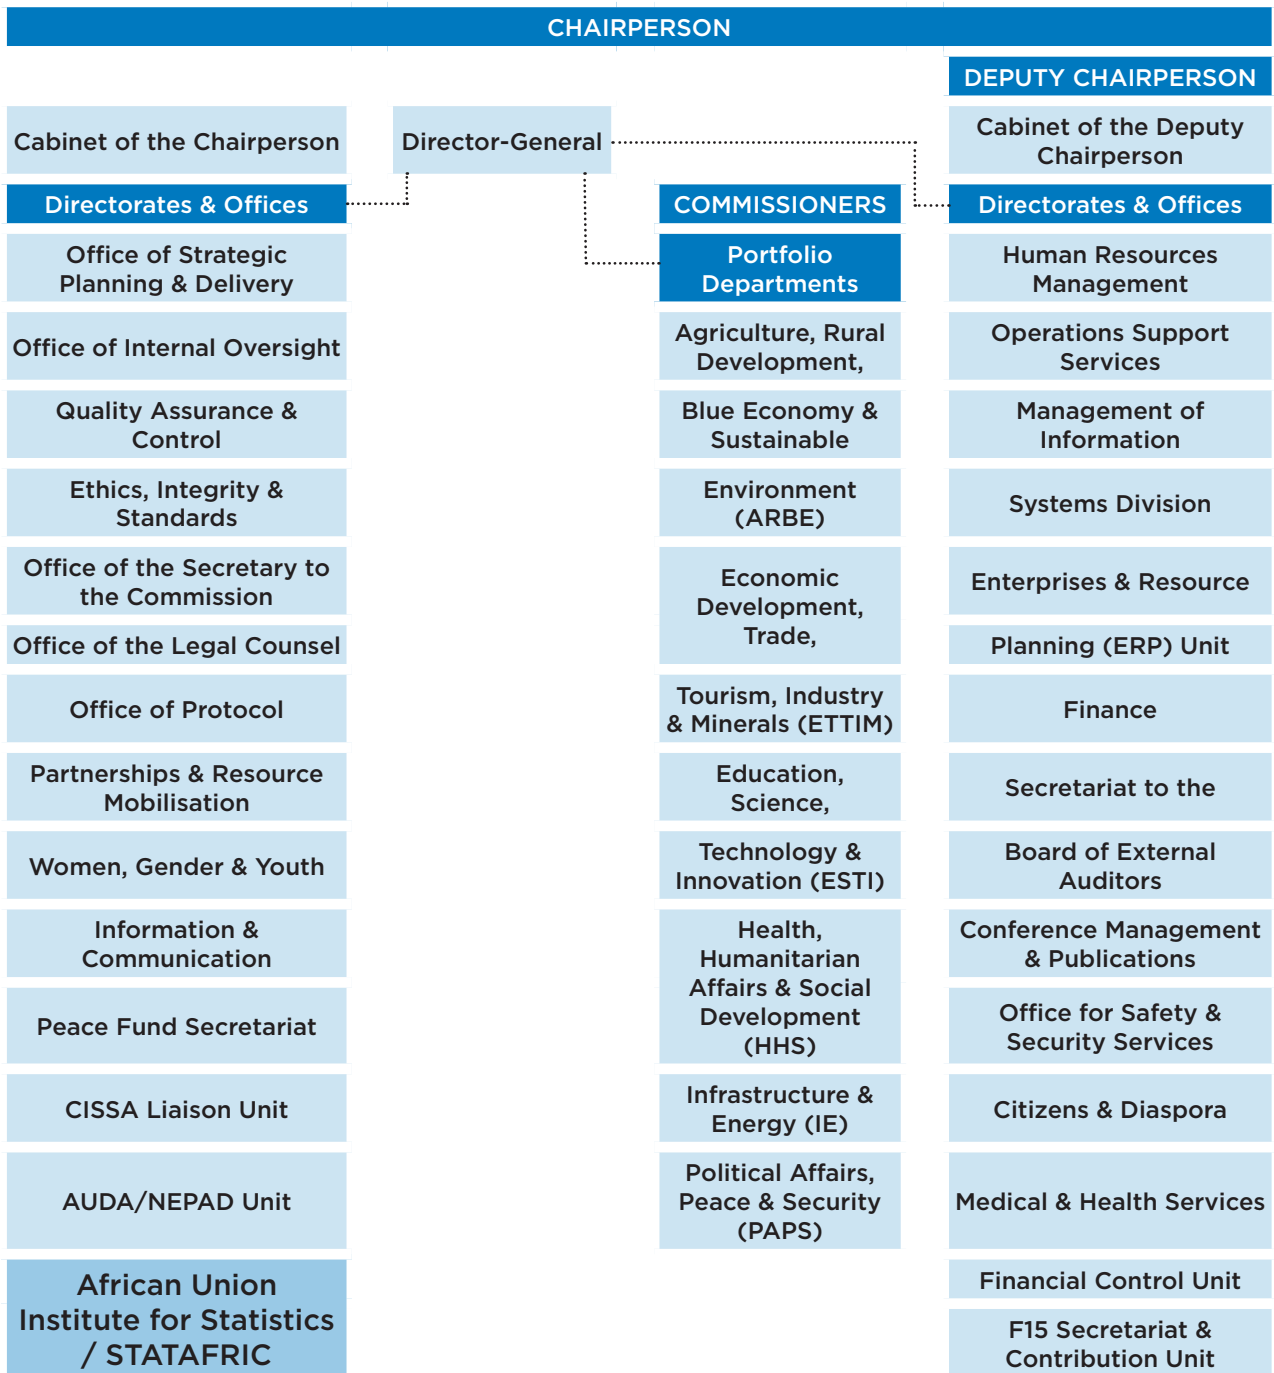 CHAIRPERSON
DEPUTY CHAIRPERSON
Cabinet of the Chairperson
Director-General
Cabinet of the Deputy
Chairperson
Directorates & Offices
Office of Strategic
Planning & Delivery
Office of Internal Oversight
Quality Assurance &
Control
Ethics, Integrity &
Standards
Office of the Secretary to
the Commission
Office of the Legal Counsel
Office of Protocol
Partnerships & Resource
Mobilisation
Women, Gender & Youth
Information &
Communication
Peace Fund Secretariat
CISSA Liaison Unit
AUDA/NEPAD Unit
African Union
Institute for Statistics
/ STATAFRIC
COMMISSIONERS
Portfolio
Departments
Agriculture, Rural
Development,
Blue Economy &
Sustainable
Environment
(ARBE)
Economic
Development,
Trade,
Tourism, Industry
& Minerals (ETTIM)
Education,
Science,
Technology &
Innovation (ESTI)
Health,
Humanitarian
Affairs & Social
Development
(HHS)
Infrastructure &
Energy (IE)
Political Affairs,
Peace & Security
(PAPS)
Directorates & Offices
Human Resources
Management
Operations Support
Services
Management of
Information
Systems Division
Enterprises & Resource
Planning (ERP) Unit
Finance
Secretariat to the
Board of External
Auditors
Conference Management
& Publications
Office for Safety &
Security Services
Citizens & Diaspora
Medical & Health Services
Financial Control Unit
F15 Secretariat &
Contribution Unit